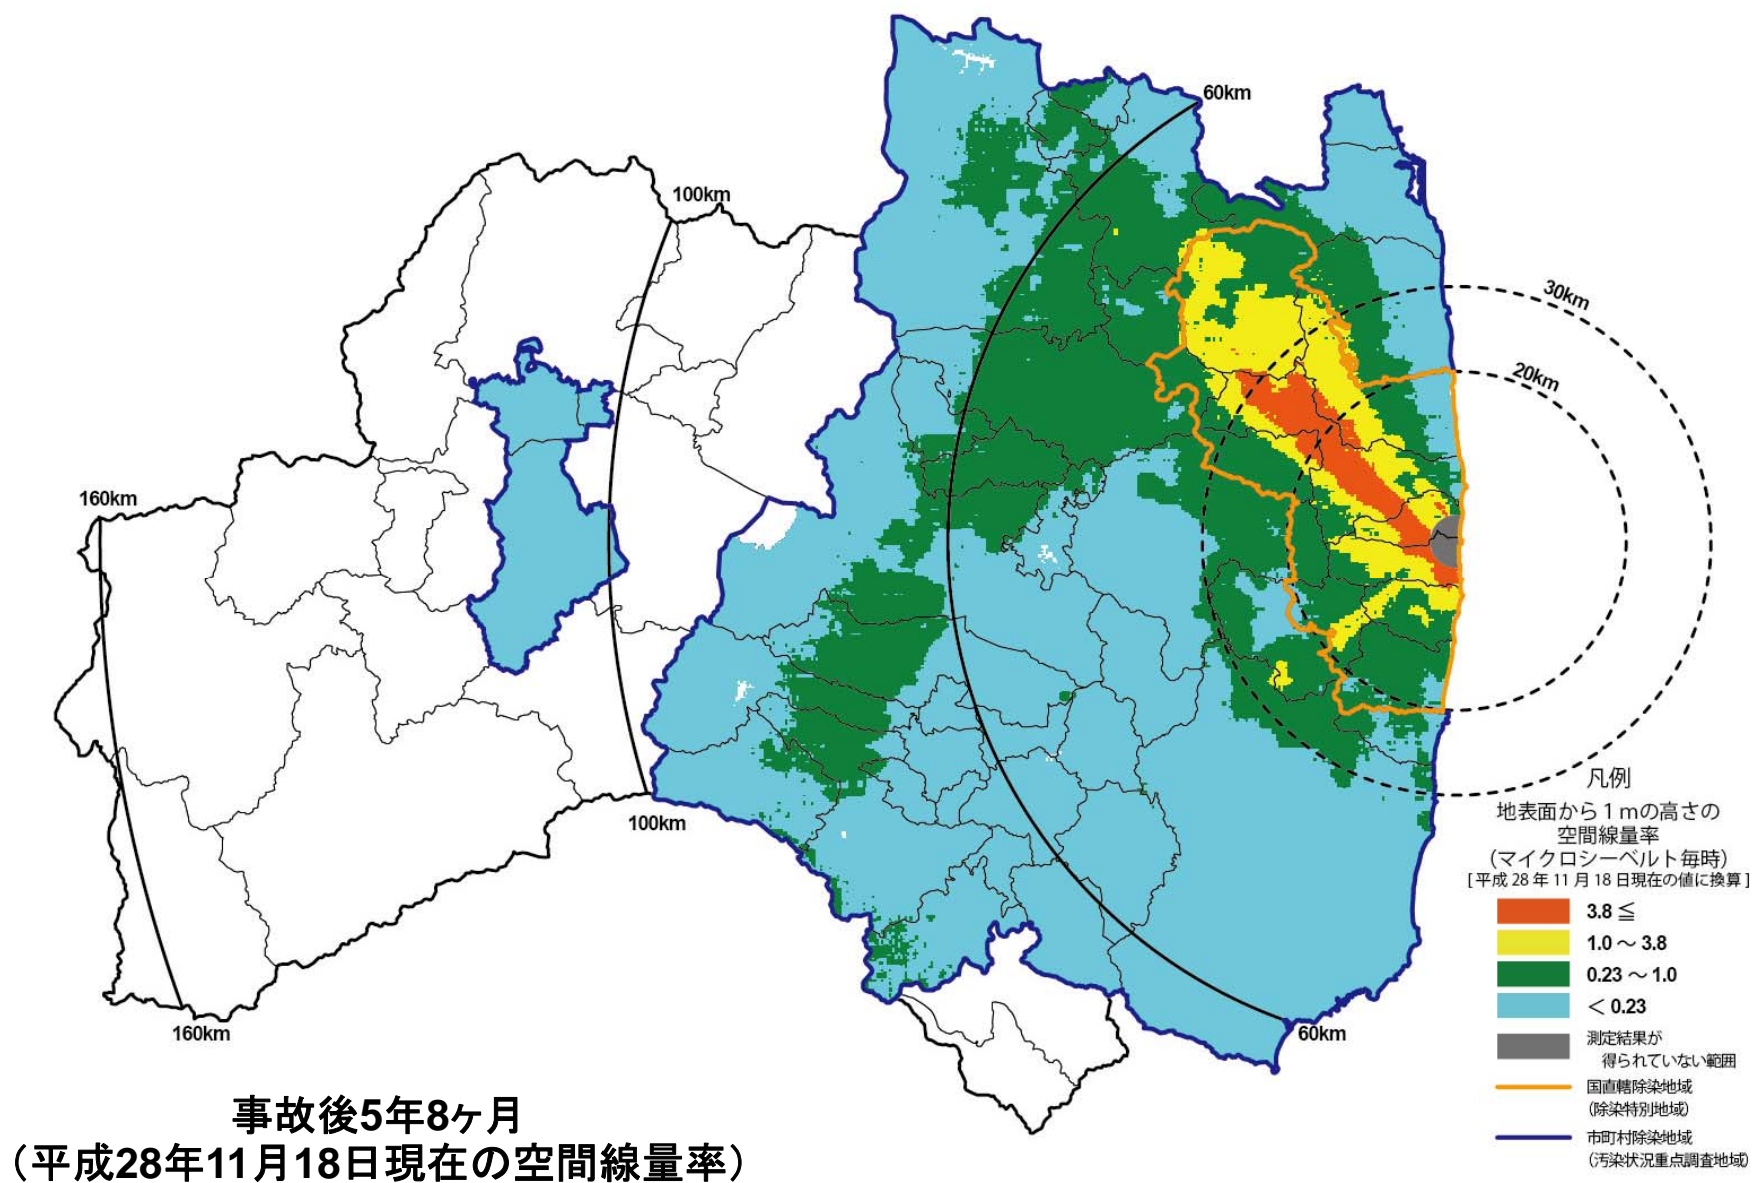 60km
100km
30km
20km
160km
100km
160km
60km
凡例
地表面から1mの高さの
空間線量率
(マイクロシーベルト毎時)
[平成28年11月18日現在の値に換算]
3.8≦
1.0~3.8
0.23~1.0
<0.23
測定結果が
得られていない範囲
国直轄除染地域
(除染特別地域)
市町村除染地域
(汚染状況重点調査地域)
事故後5年8ヶ月
(平成28年11月18日現在の空間線量率)